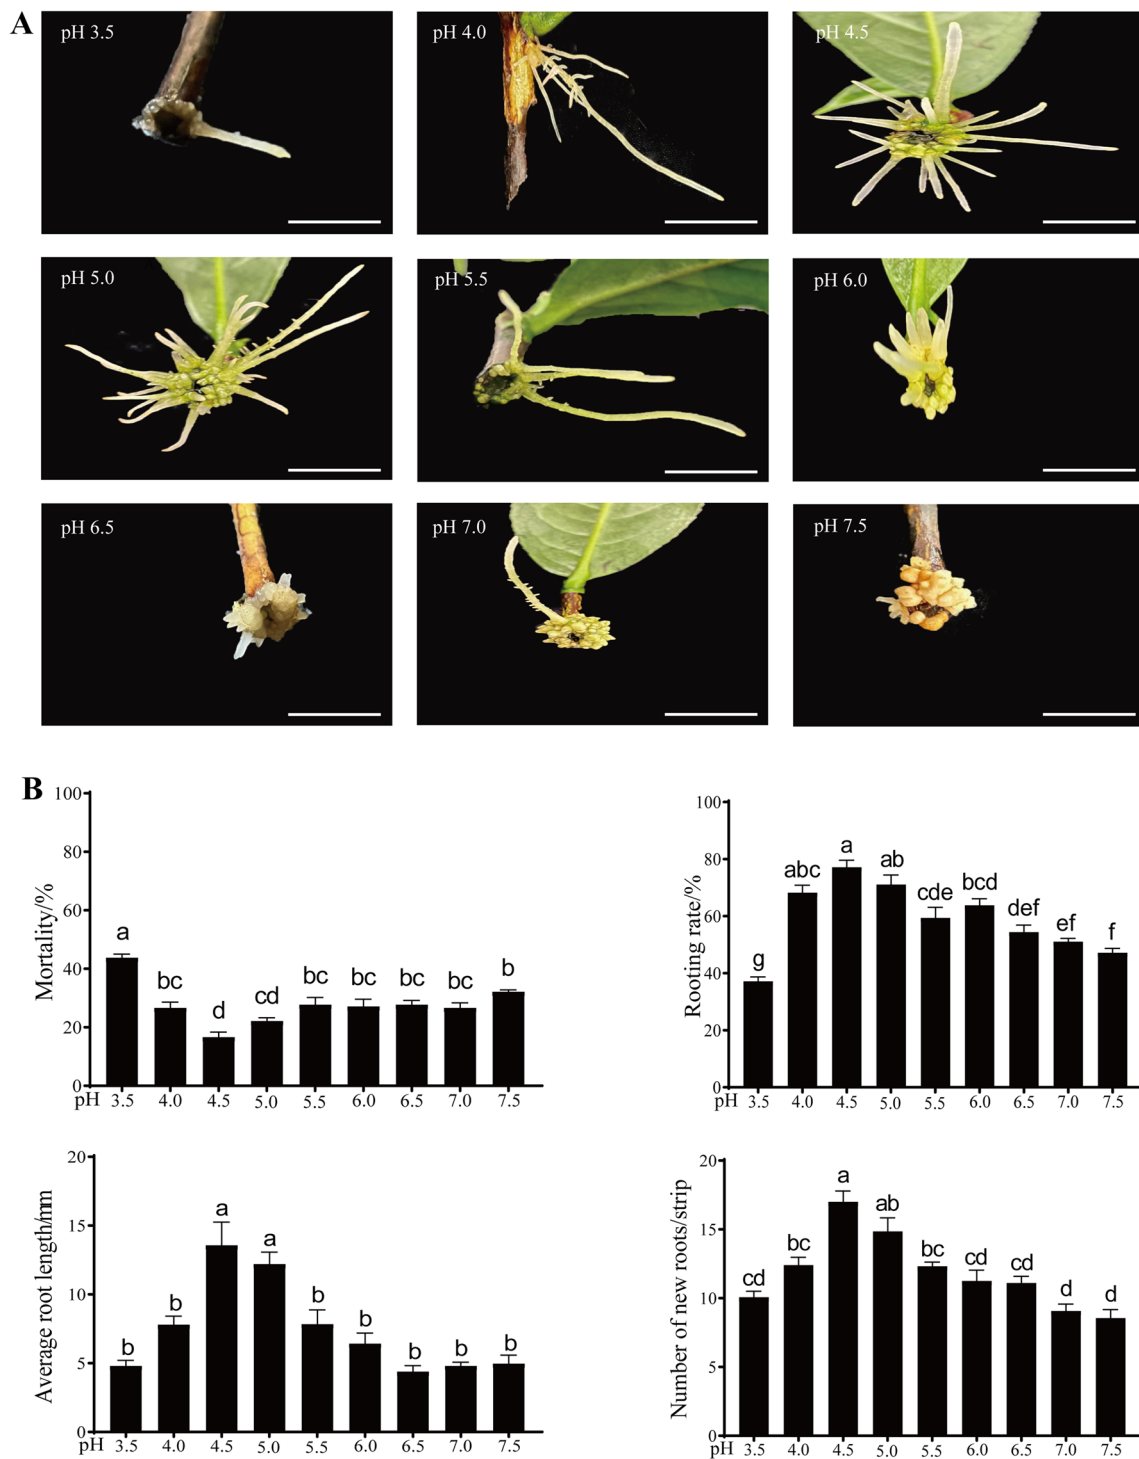 A
pH 3.5
pH 4.0
pH 4.5
pH 5.0
pH 5.5
pH 6.0
pH 6.5
pH 7.0
pH 7.5
B
Mortality/%
100
80
60
40
20
0
a
bc
d
cd
bc
bc
bc
bc
b
pH 3.5 4.0 4.5 5.0 5.5 6.0 6.5 7.0 7.5
Rooting rate/%
100
80
60
40
20
0
g
abc
a
ab
cde
bcd
def
ef
f
pH 3.5 4.0 4.5 5.0 5.5 6.0 6.5 7.0 7.5
Average root length/mm
20
15
10
5
0
b
b
a
a
b
b
b
b
b
pH 3.5 4.0 4.5 5.0 5.5 6.0 6.5 7.0 7.5
Number of new roots/strip
20
15
10
5
0
cd
bc
a
ab
bc
cd
cd
d
d
pH 3.5 4.0 4.5 5.0 5.5 6.0 6.5 7.0 7.5